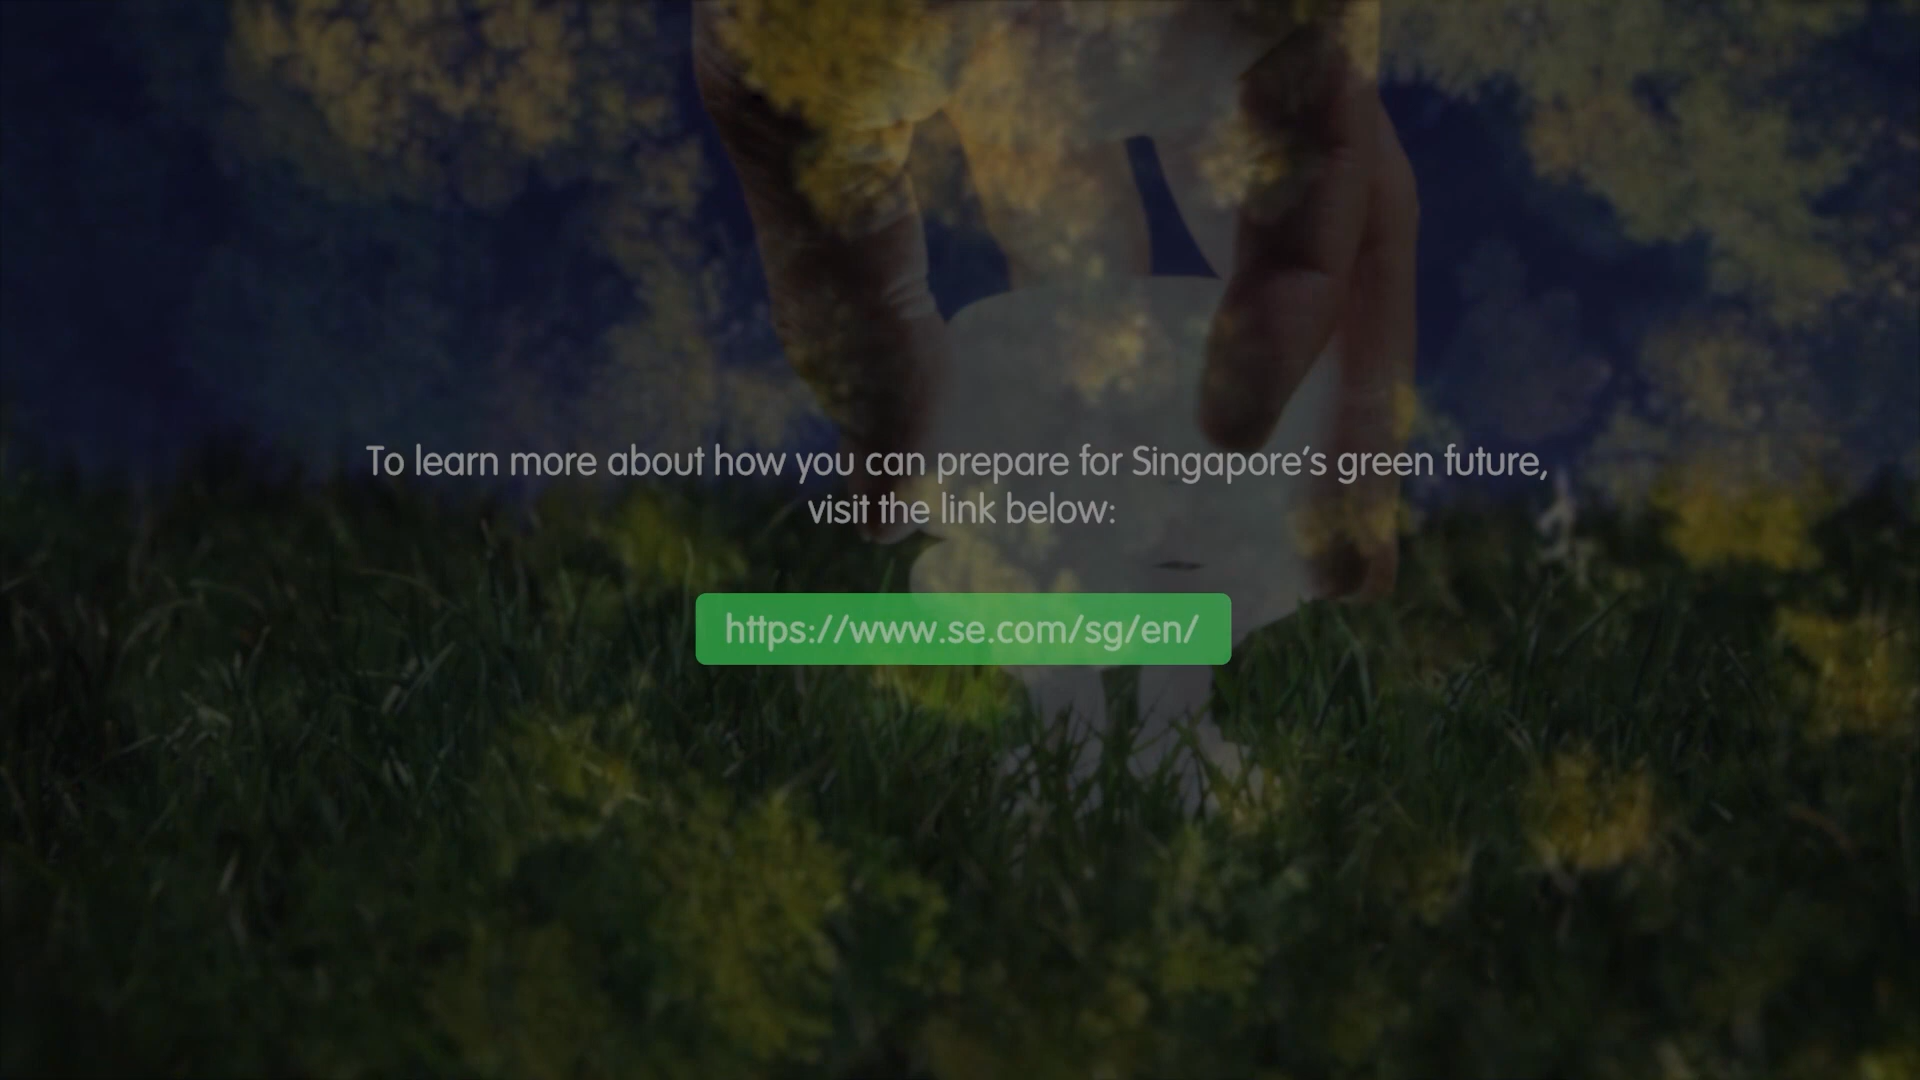 To learn more about how you can prepare for Singapore’s green future,
visit the link below:
https://www.se.com/sg/en/